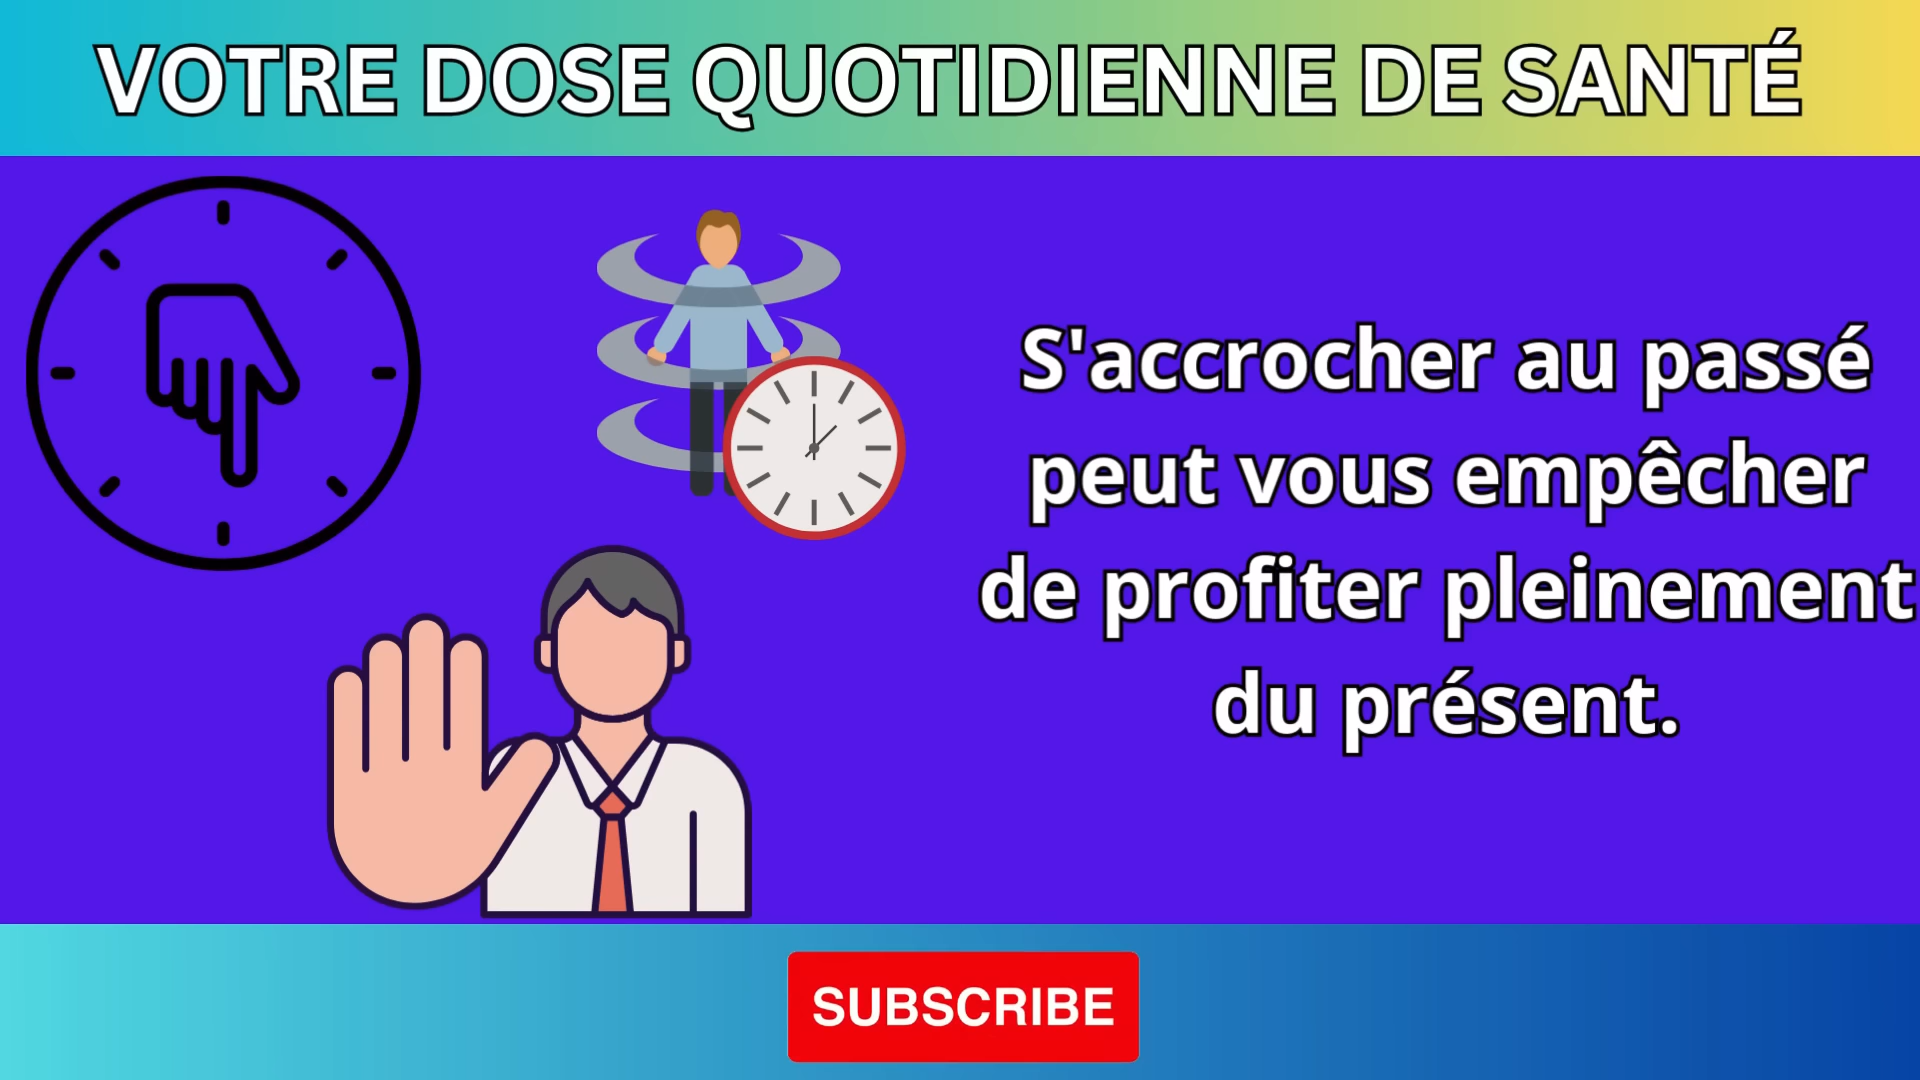 VOTRE DOSE QUOTIDIENNE DE SANTÉ
S'accrocher au passé
peut vous empêcher
de profiter pleinement
du présent.
SUBSCRIBE